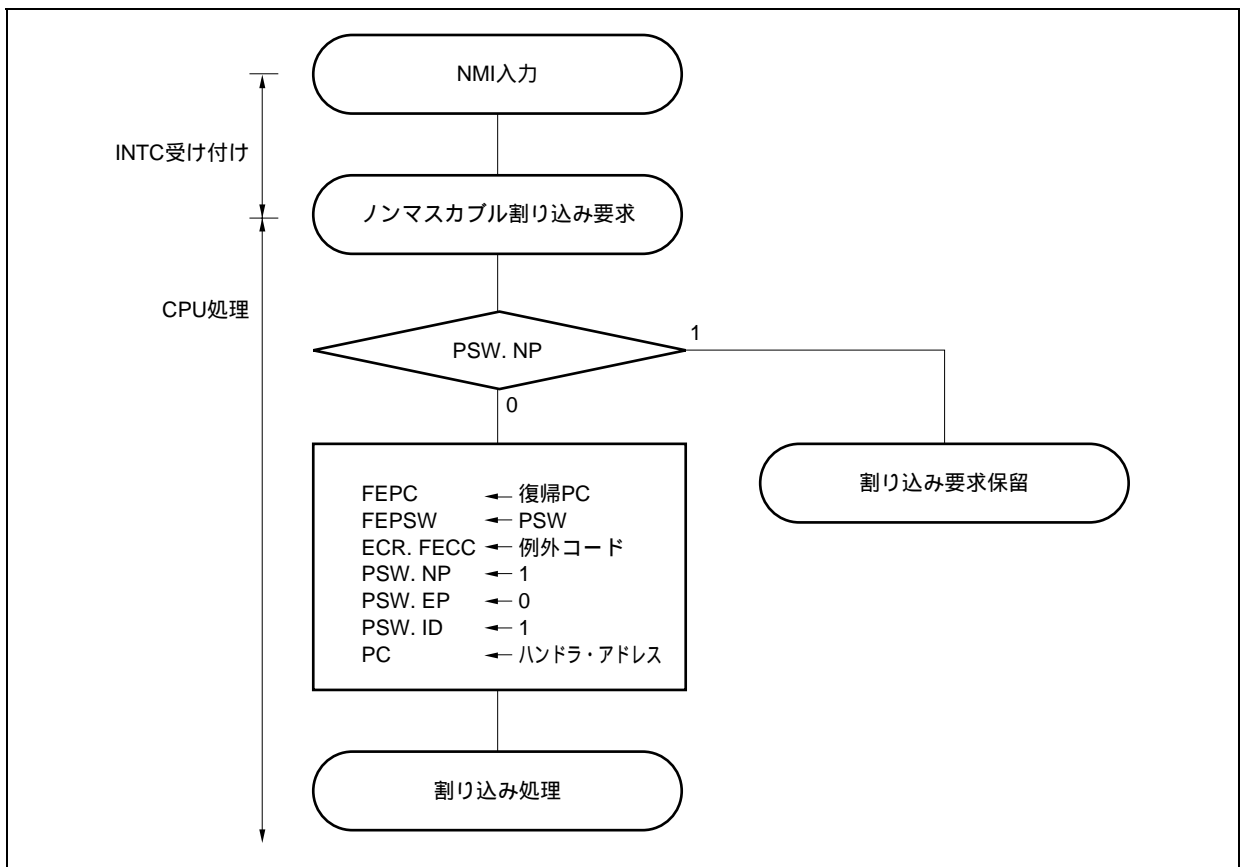 NMI入力
INTC受け付け
ノンマスカブル割り込み要求
CPU処理
PSW. NP
1
0
割り込み要求保留
FEPC ← 復帰PC
FEPSW ← PSW
ECR. FECC ← 例外コード
PSW. NP ← 1
PSW. EP ← 0
PSW. ID ← 1
PC ← ハンドラ・アドレス
割り込み処理